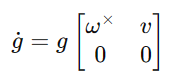 ġ = g [ω^× v
0 0]